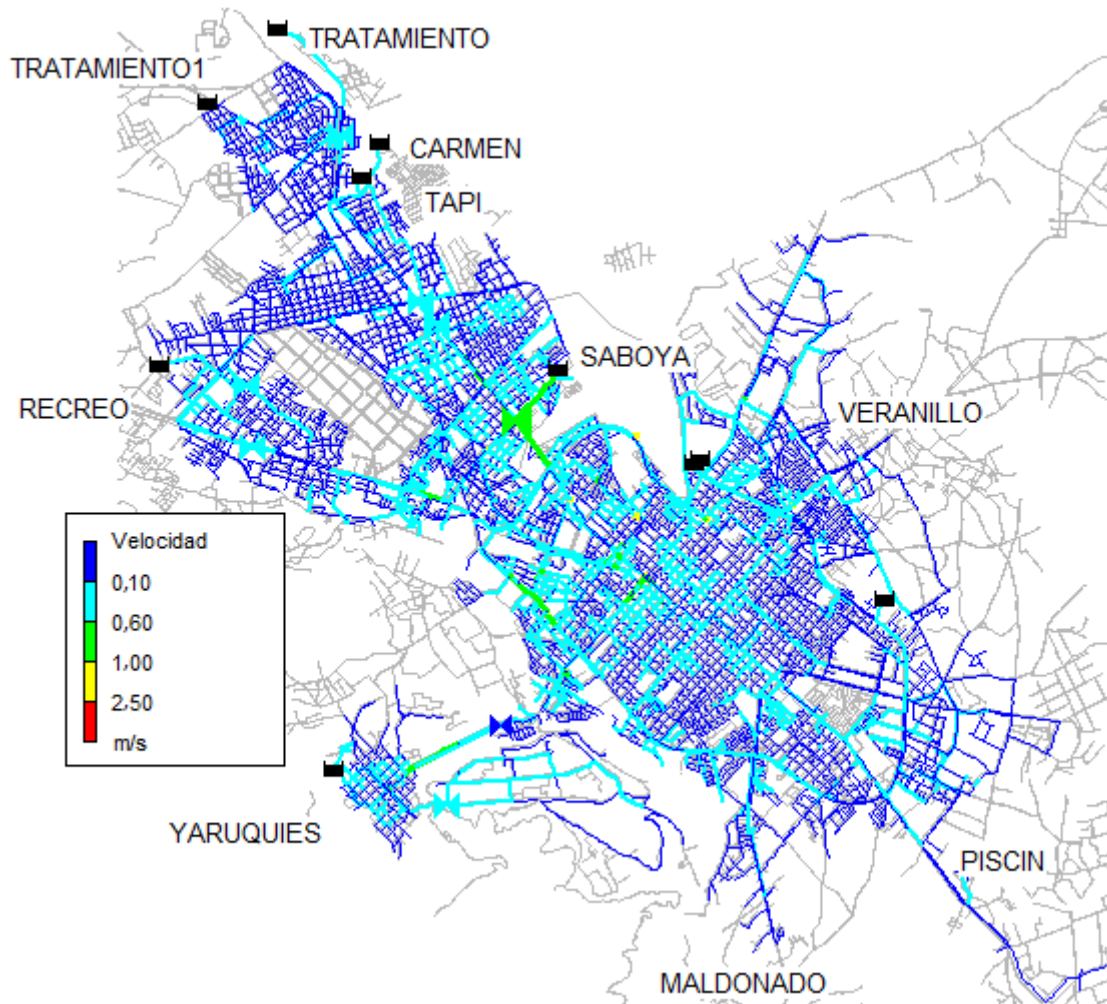 TRATAMIENTO
TRATAMIENTO1
CARMEN
TAPI
SABOYA
RECREO
VERANILLO
Velocidad
0,10
0,60
1.00
2.50
m/s
YARUQUIES
PISCIN
MALDONADO